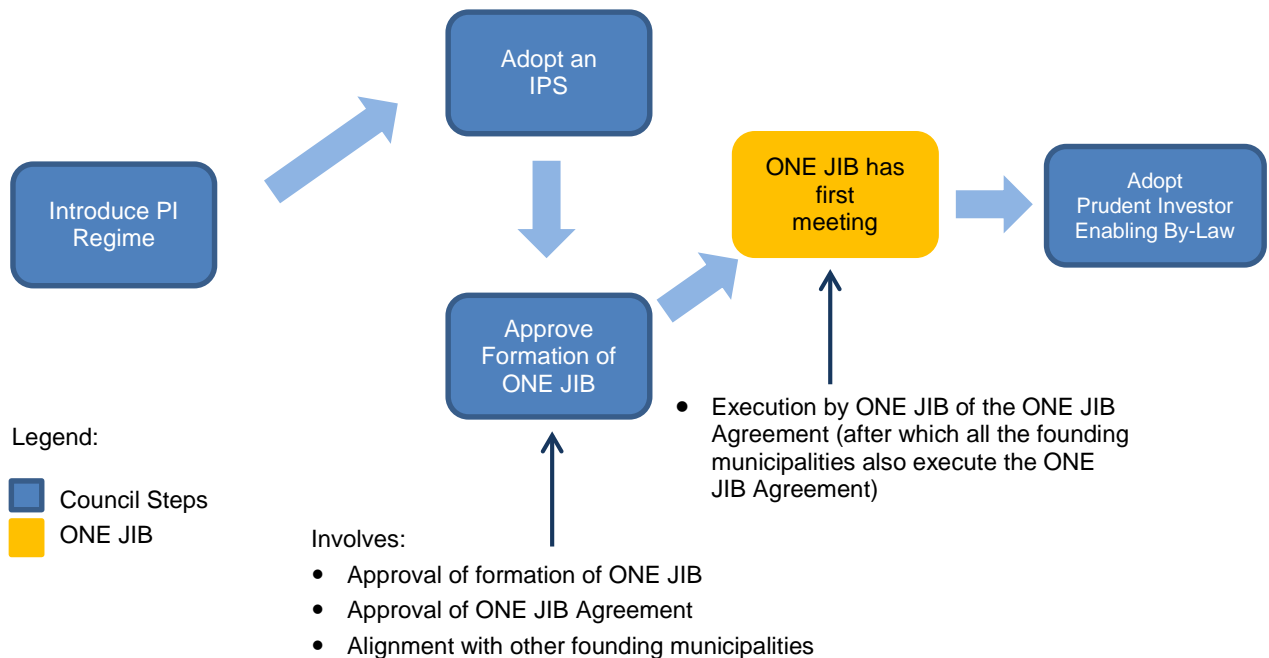 Adopt an
IPS
Introduce PI
Regime
ONE JIB has
first
meeting
Adopt
Prudent Investor
Enabling By-Law
Approve
Formation of
ONE JIB
• Execution by ONE JIB of the ONE JIB
Agreement (after which all the founding
municipalities also execute the ONE
JIB Agreement)
Legend:
Council Steps
ONE JIB
Involves:
• Approval of formation of ONE JIB
• Approval of ONE JIB Agreement
• Alignment with other founding municipalities